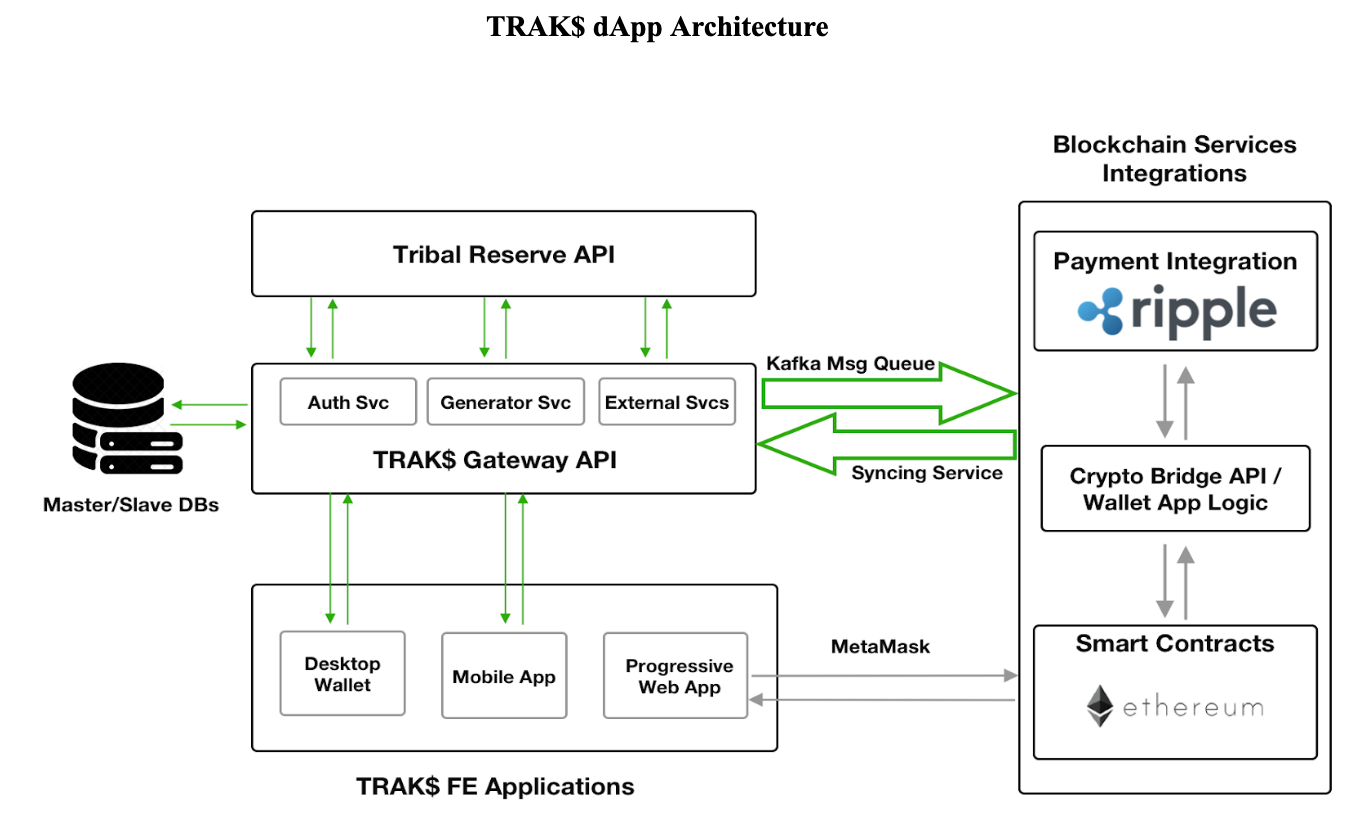 TRAK$ dApp Architecture
Blockchain Services
Integrations
Tribal Reserve API
Payment Integration
ripple
Kafka Msg Queue
Auth Svc
Generator Svc
External Svcs
TRAK$ Gateway API
Syncing Service
Master/Slave DBs
Crypto Bridge API /
Wallet App Logic
Desktop
Wallet
Mobile App
Progressive
Web App
MetaMask
Smart Contracts
ethereum
TRAK$ FE Applications